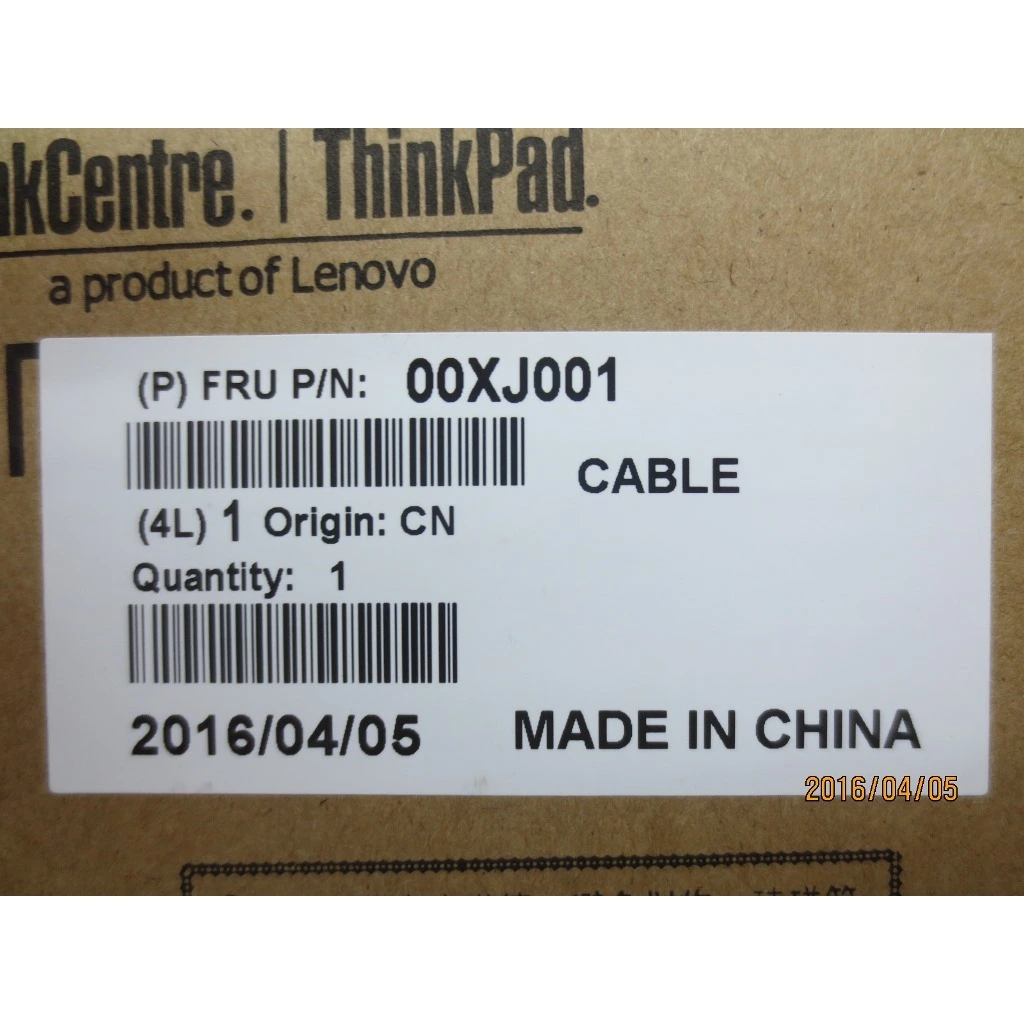 kCentre. | ThinkPad.
a product of Lenovo
(P) FRU P/N: 00XJ001
CABLE
(4L) 1 Origin: CN
Quantity: 1
2016/04/05
MADE IN CHINA
2016/04/05